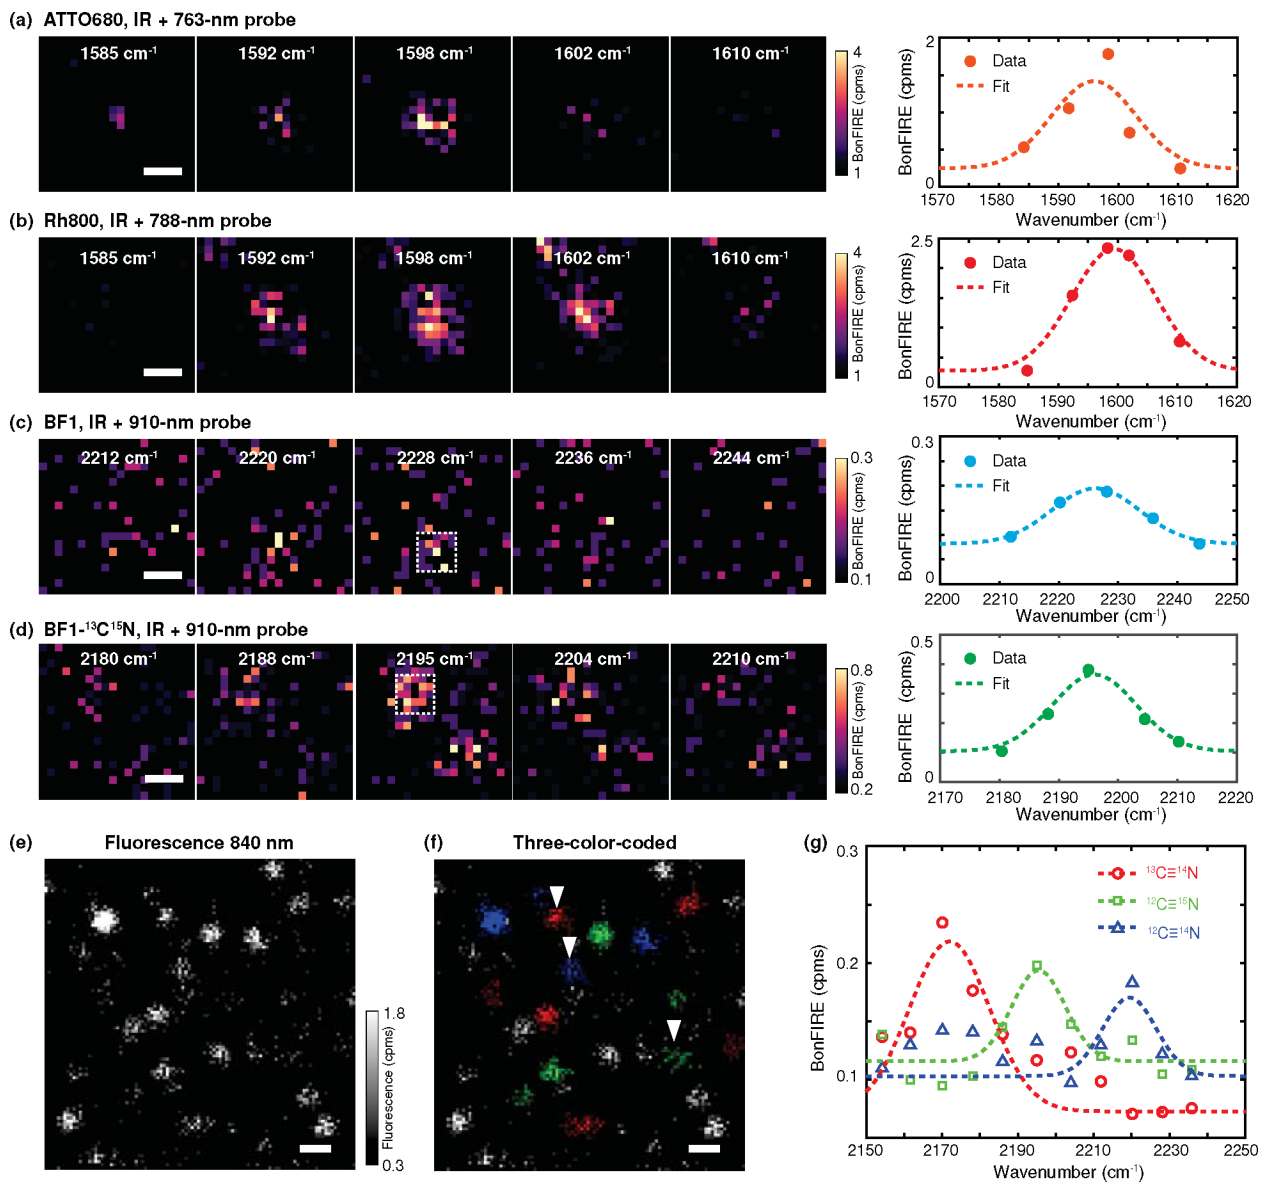 (a) ATTO680, IR + 763-nm probe
1585 cm⁻¹ 1592 cm⁻¹ 1598 cm⁻¹ 1602 cm⁻¹ 1610 cm⁻¹
4
BonFIRE (cpms)
1
2
Data
Fit
1
BonFIRE (cpms)
0
1570 1580 1590 1600 1610 1620
Wavenumber (cm⁻¹)
(b) Rh800, IR + 788-nm probe
1585 cm⁻¹ 1592 cm⁻¹ 1598 cm⁻¹ 1602 cm⁻¹ 1610 cm⁻¹
4
BonFIRE (cpms)
1
2.5
Data
Fit
BonFIRE (cpms)
0
1570 1580 1590 1600 1610 1620
Wavenumber (cm⁻¹)
(c) BF1, IR + 910-nm probe
2212 cm⁻¹ 2220 cm⁻¹ 2228 cm⁻¹ 2236 cm⁻¹ 2244 cm⁻¹
0.3
BonFIRE (cpms)
0.1
0.3
Data
Fit
BonFIRE (cpms)
0
2200 2210 2220 2230 2240 2250
Wavenumber (cm⁻¹)
(d) BF1-¹³C¹⁵N, IR + 910-nm probe
2180 cm⁻¹ 2188 cm⁻¹ 2195 cm⁻¹ 2204 cm⁻¹ 2210 cm⁻¹
0.8
BonFIRE (cpms)
0.2
0.5
Data
Fit
BonFIRE (cpms)
0
2170 2180 2190 2200 2210 2220
Wavenumber (cm⁻¹)
(e) Fluorescence 840 nm
1.8
Fluorescence (cpms)
0.3
(f) Three-color-coded
(g)
0.3
¹³C≡¹⁴N
¹²C≡¹⁵N
¹²C≡¹⁴N
0.2
BonFIRE (cpms)
0.1
2150 2170 2190 2210 2230 2250
Wavenumber (cm⁻¹)